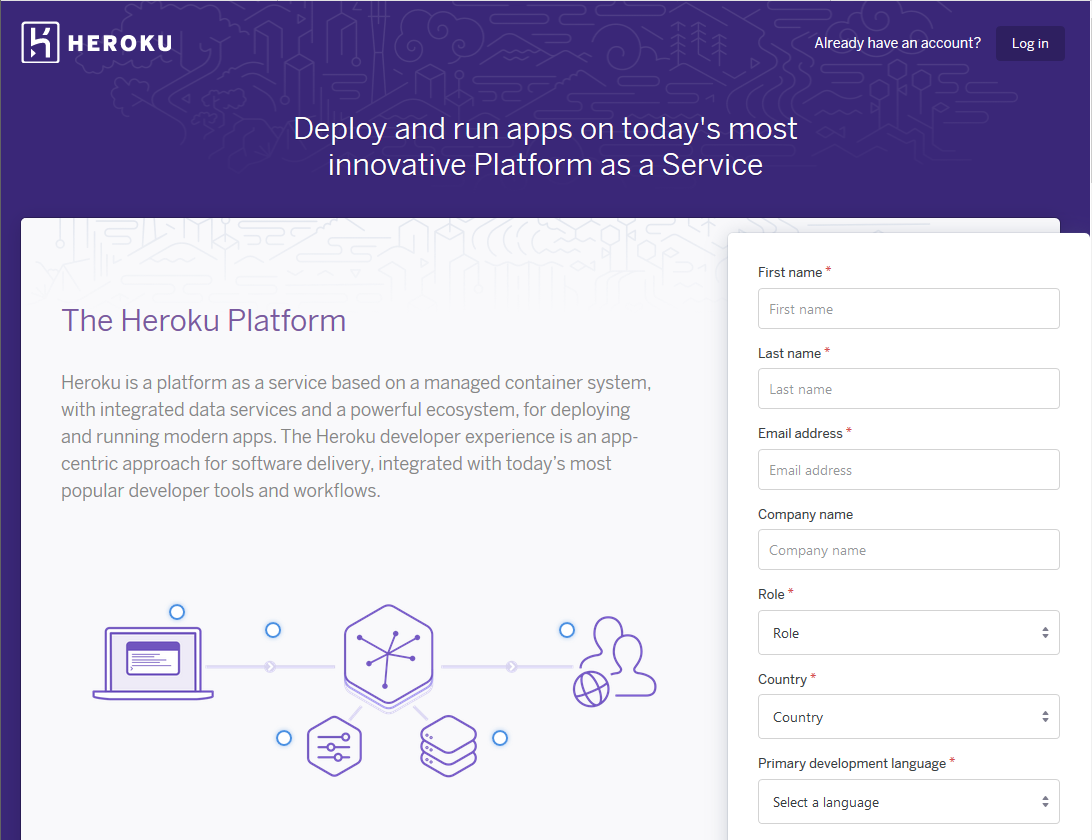 HEROKU
Already have an account?
Log in
Deploy and run apps on today's most
innovative Platform as a Service
The Heroku Platform
Heroku is a platform as a service based on a managed container system,
with integrated data services and a powerful ecosystem, for deploying
and running modern apps. The Heroku developer experience is an app-
centric approach for software delivery, integrated with today’s most
popular developer tools and workflows.
First name *
First name
Last name *
Last name
Email address *
Email address
Company name
Company name
Role *
Role
Country *
Country
Primary development language *
Select a language